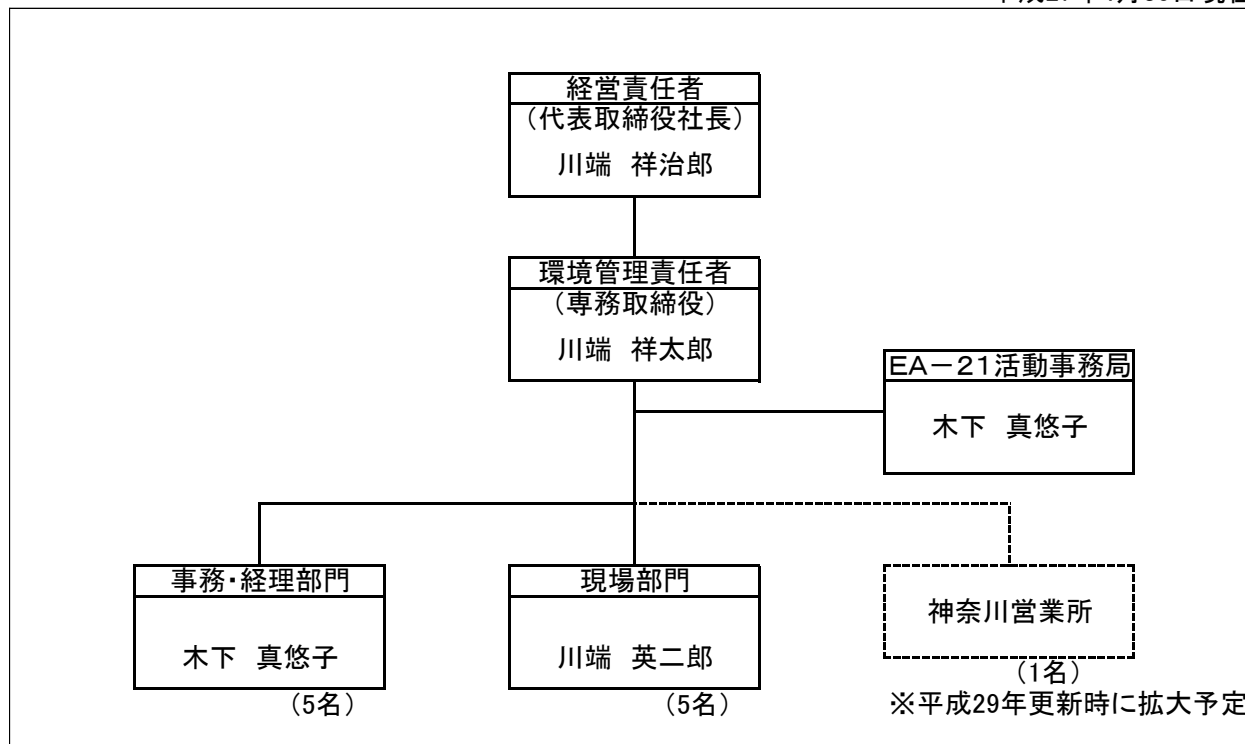 経営責任者
（代表取締役社長）
川端　祥治郎
環境管理責任者
（専務取締役）
川端　祥太郎
EA－21活動事務局
木下　真悠子
事務・経理部門
木下　真悠子
（5名）
現場部門
川端　英二郎
（5名）
神奈川営業所
（1名）
※平成29年更新時に拡大予定